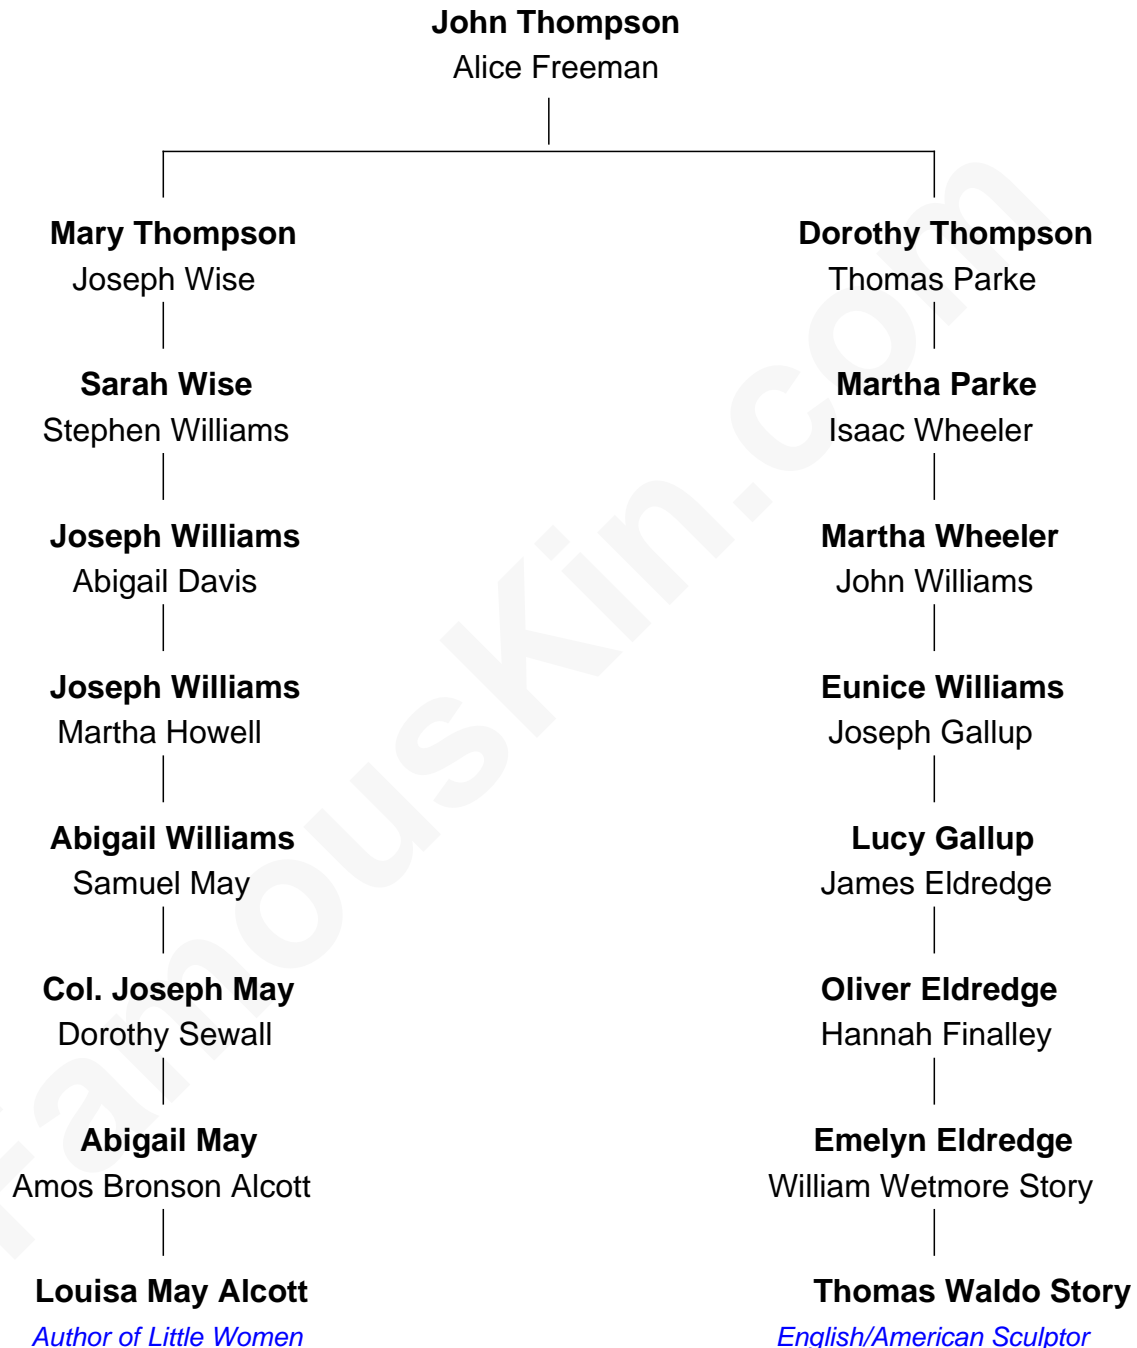 John Thompson
Alice Freeman
Mary Thompson
Joseph Wise
Dorothy Thompson
Thomas Parke
Sarah Wise
Stephen Williams
Martha Parke
Isaac Wheeler
Joseph Williams
Abigail Davis
Martha Wheeler
John Williams
Joseph Williams
Martha Howell
Eunice Williams
Joseph Gallup
Abigail Williams
Samuel May
Lucy Gallup
James Eldredge
Col. Joseph May
Dorothy Sewall
Oliver Eldredge
Hannah Finalley
Abigail May
Amos Bronson Alcott
Emelyn Eldredge
William Wetmore Story
Louisa May Alcott
Author of Little Women
Thomas Waldo Story
English/American Sculptor
FamousKin.com